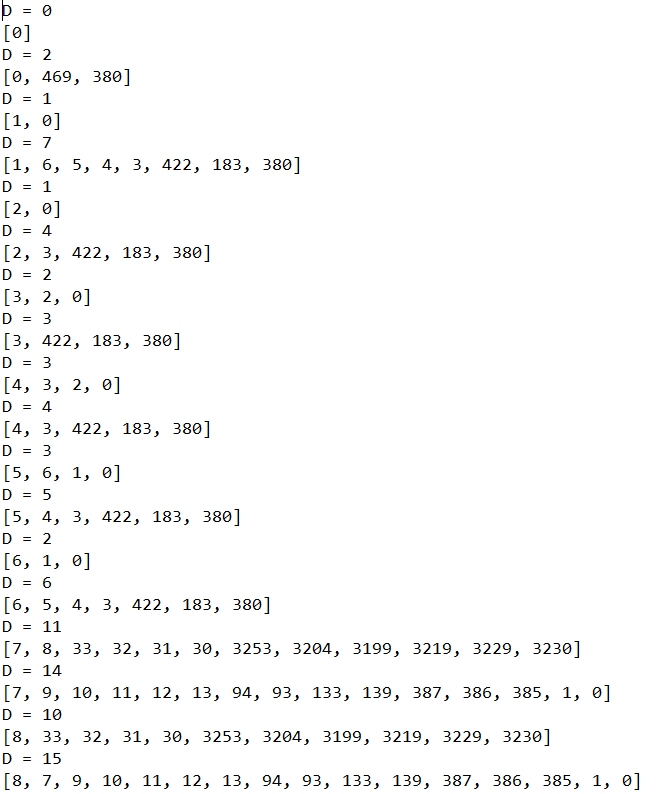 D = 0
[0]
D = 2
[0, 469, 380]
D = 1
[1, 0]
D = 7
[1, 6, 5, 4, 3, 422, 183, 380]
D = 1
[2, 0]
D = 4
[2, 3, 422, 183, 380]
D = 2
[3, 2, 0]
D = 3
[3, 422, 183, 380]
D = 3
[4, 3, 2, 0]
D = 4
[4, 3, 422, 183, 380]
D = 3
[5, 6, 1, 0]
D = 5
[5, 4, 3, 422, 183, 380]
D = 2
[6, 1, 0]
D = 6
[6, 5, 4, 3, 422, 183, 380]
D = 11
[7, 8, 33, 32, 31, 30, 3253, 3204, 3199, 3219, 3229, 3230]
D = 14
[7, 9, 10, 11, 12, 13, 94, 93, 133, 139, 387, 386, 385, 1, 0]
D = 10
[8, 33, 32, 31, 30, 3253, 3204, 3199, 3219, 3229, 3230]
D = 15
[8, 7, 9, 10, 11, 12, 13, 94, 93, 133, 139, 387, 386, 385, 1, 0]